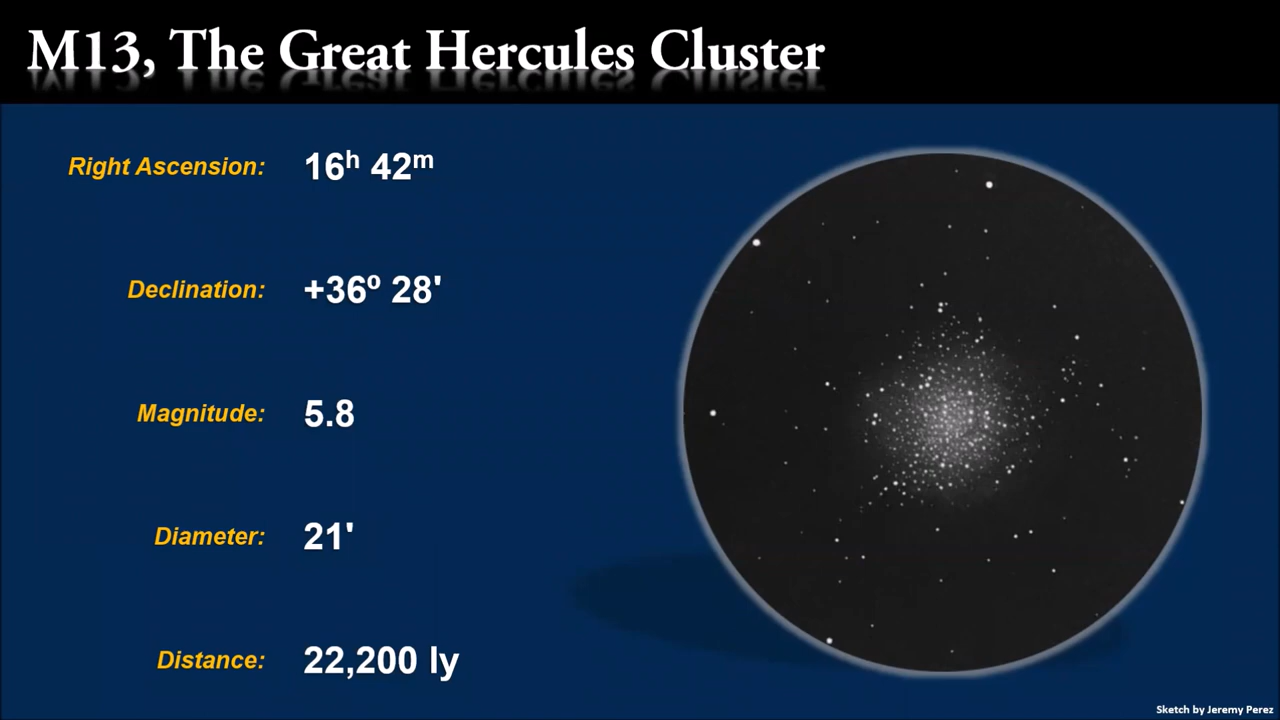 M13, The Great Hercules Cluster
Right Ascension: 16ʰ 42ᵐ
Declination: +36º 28'
Magnitude: 5.8
Diameter: 21'
Distance: 22,200 ly
Sketch by Jeremy Perez